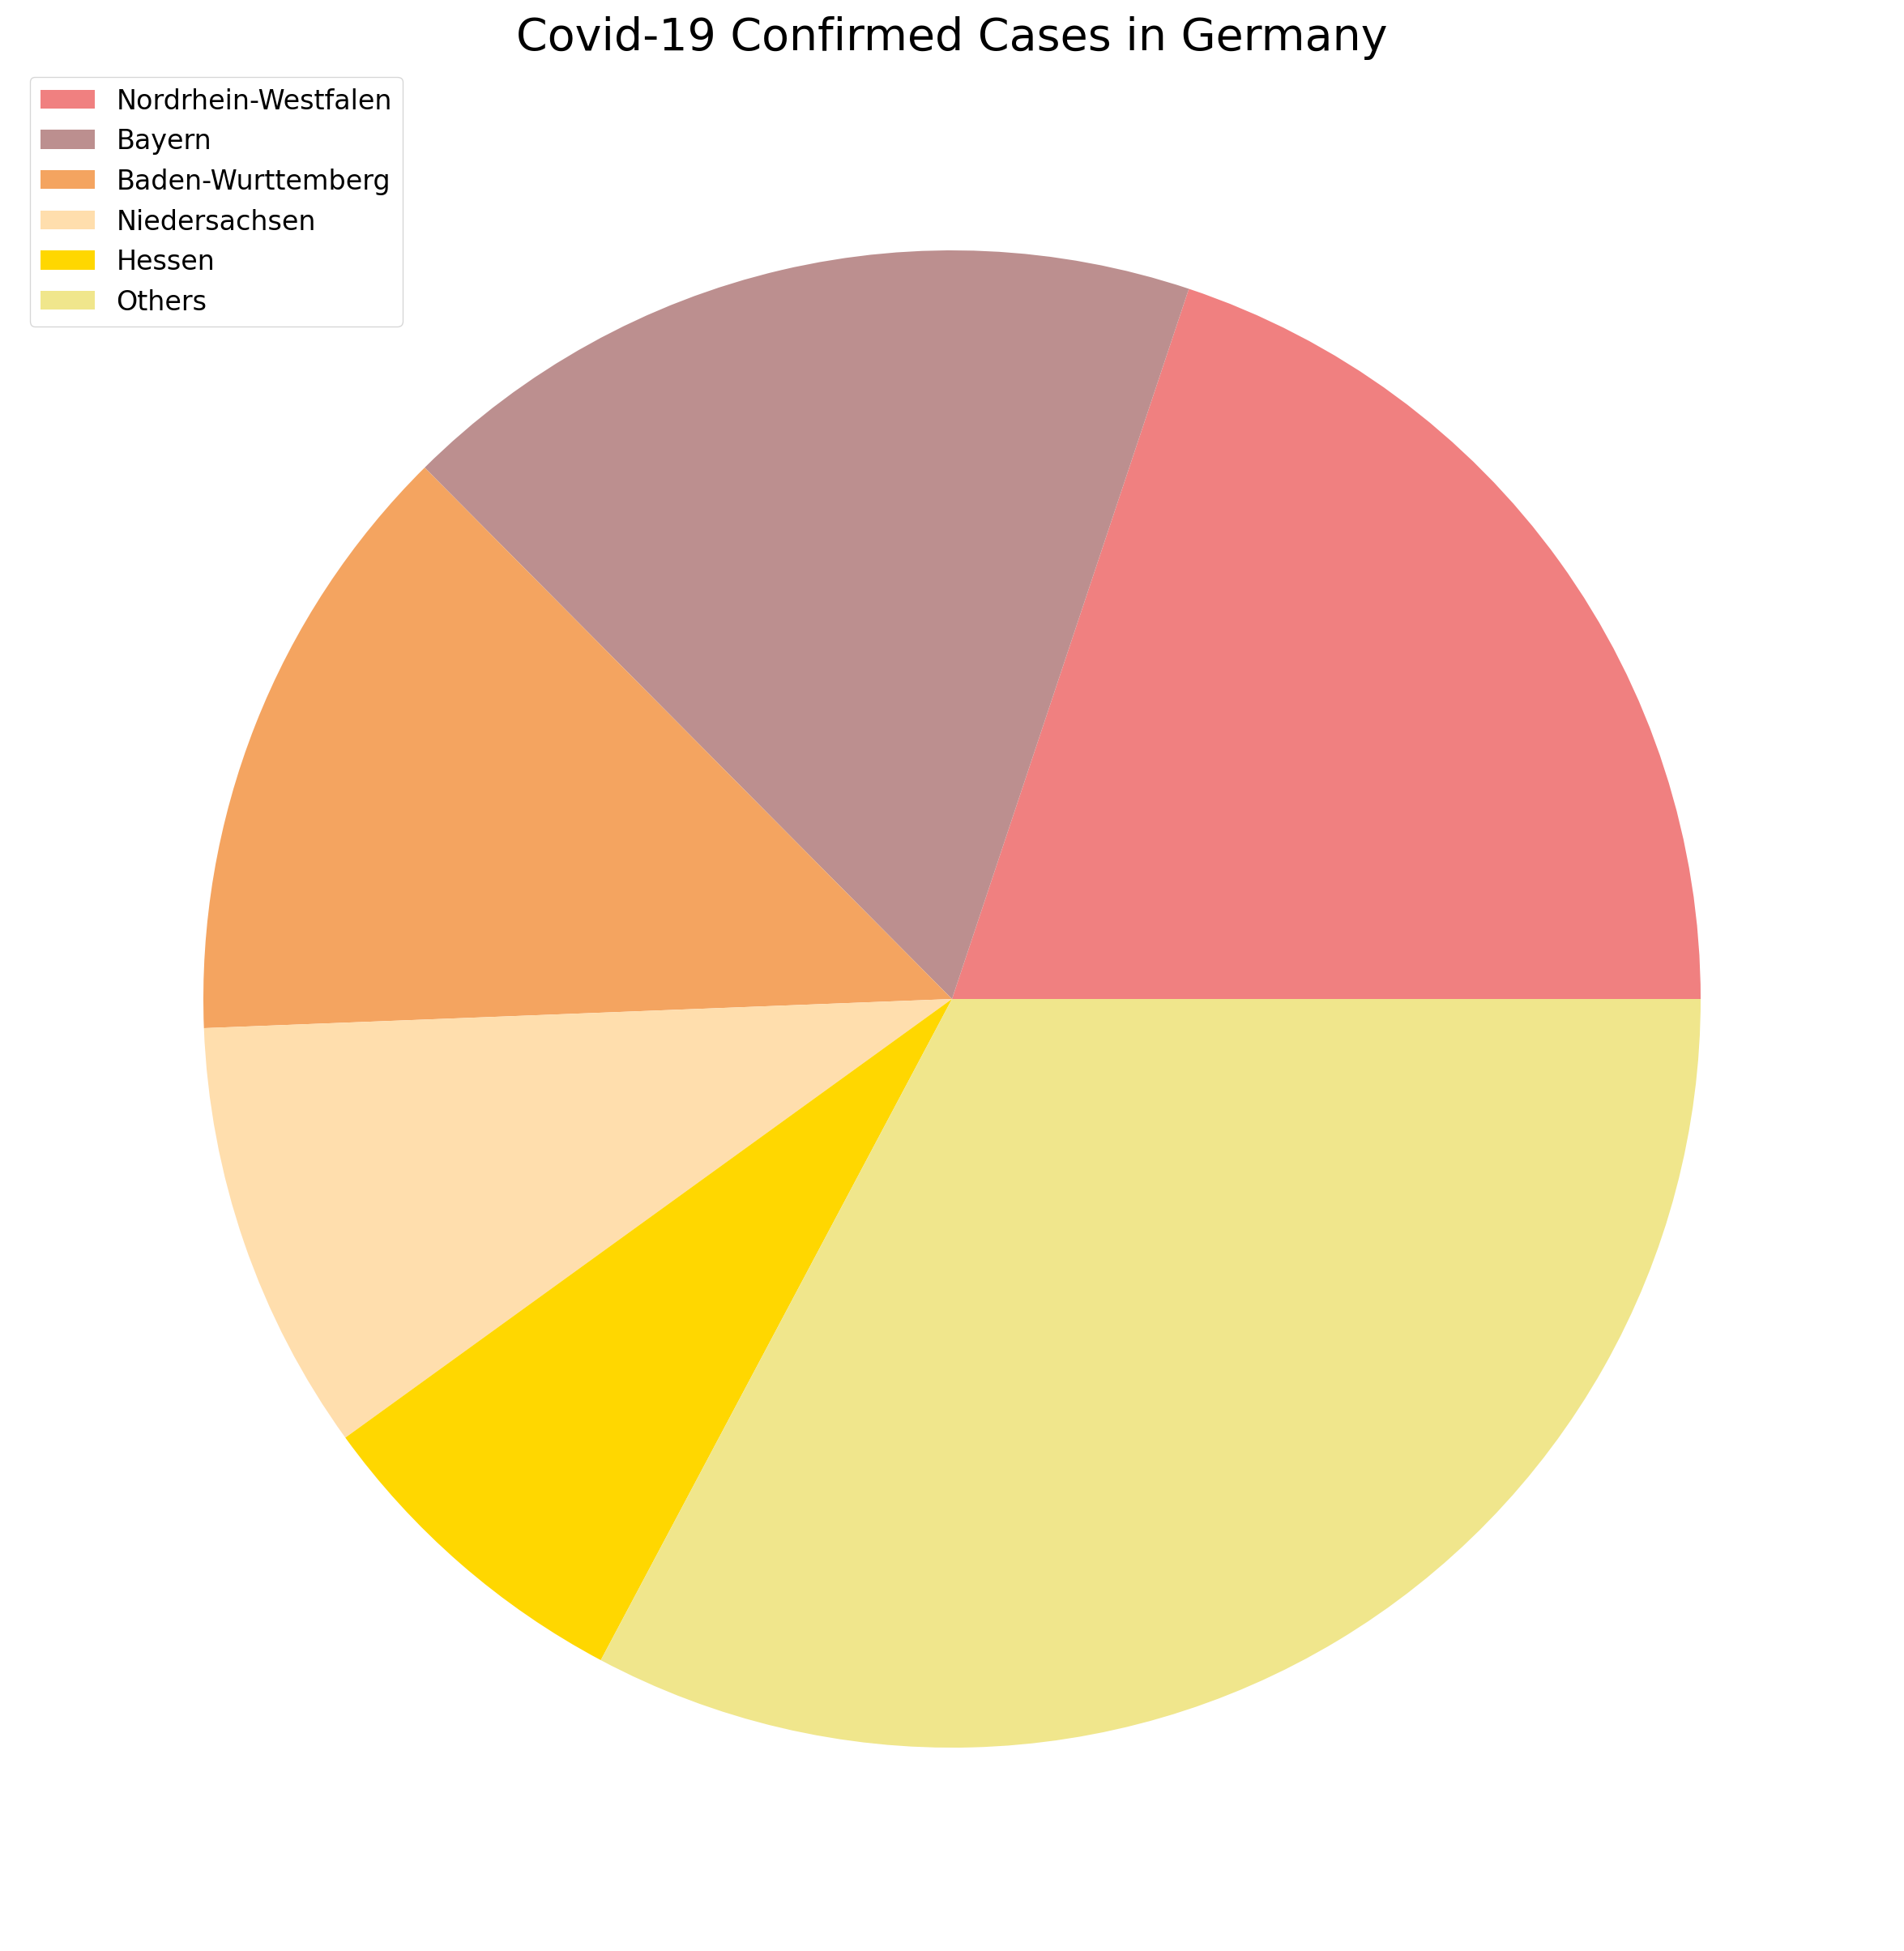 Covid-19 Confirmed Cases in Germany
Nordrhein-Westfalen
Bayern
Baden-Wurttemberg
Niedersachsen
Hessen
Others